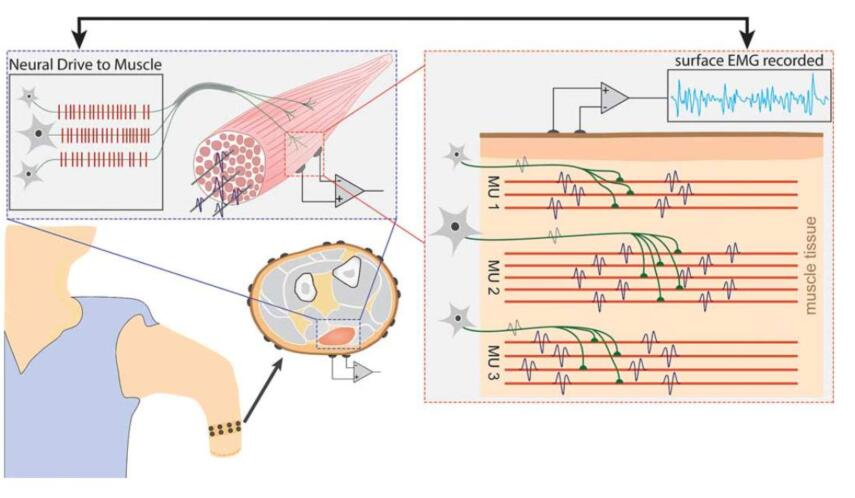 Neural Drive to Muscle
surface EMG recorded
MU 1
MU 2
MU 3
muscle tissue